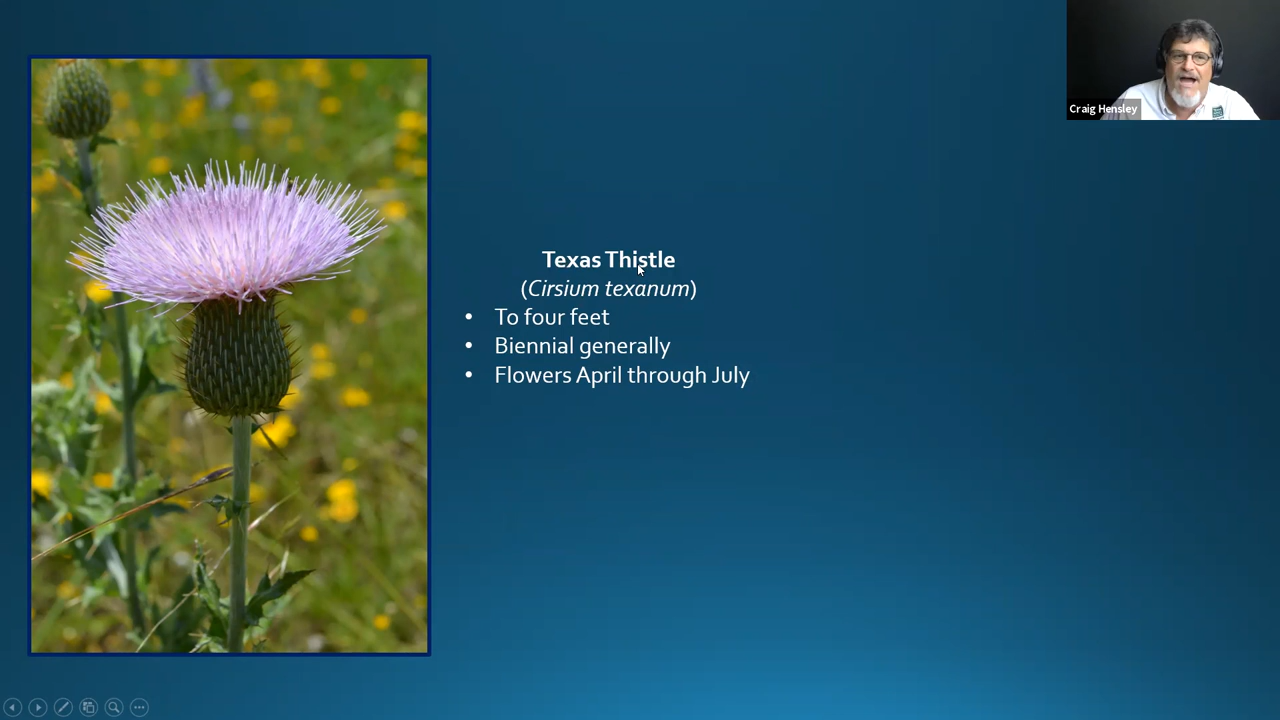 Craig Hensley
Texas Thistle
(Cirsium texanum)
• To four feet
• Biennial generally
• Flowers April through July